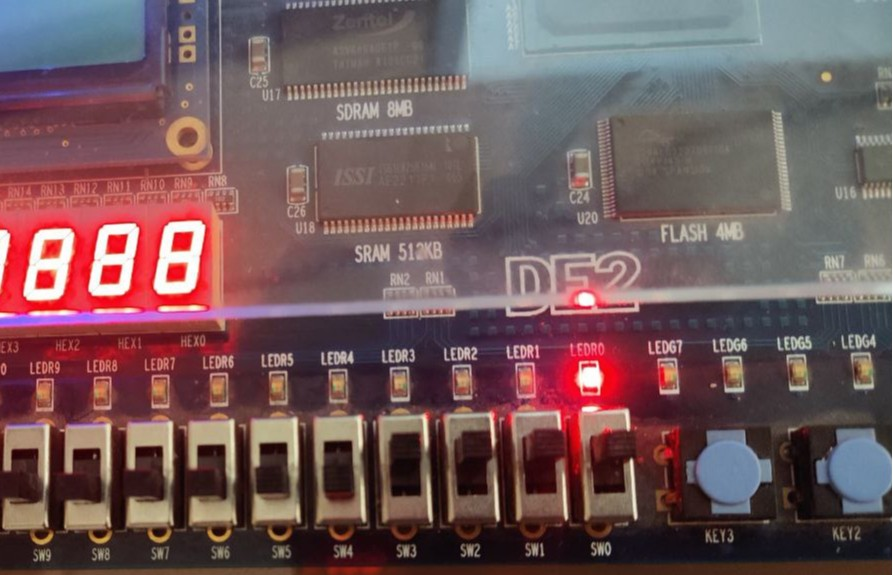 Zentel
C25
U17
SDRAM 8MB
ISSI
C26
U18
SRAM 512KB
C24
U20
FLASH 4MB
U16
RN14 RN13 RN12 RN11 RN10 RN9 RN8
8888
HEX3 HEX2 HEX1 HEX0
RN2 RN1
DE2
RN7 RN6
LEDR9 LEDR8 LEDR7 LEDR6 LEDR5 LEDR4 LEDR3 LEDR2 LEDR1 LEDR0 LEDG7 LEDG6 LEDG5 LEDG4
SW9 SW8 SW7 SW6 SW5 SW4 SW3 SW2 SW1 SW0 KEY3 KEY2